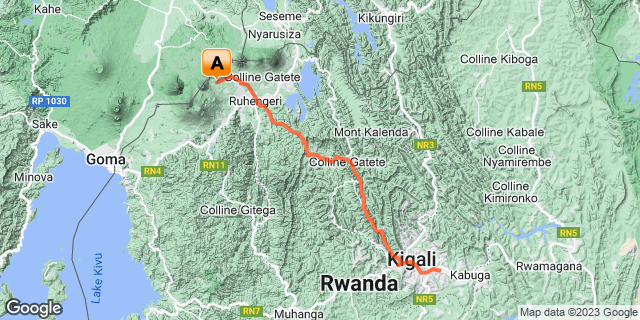 Kahe
Seseme
Nyarusiza
Kikungiri
Colline Kiboga
RN5
A
Colline Gatete
Ruhengeri
RP 1030
Sake
Mont Kalenda
Colline Kabale
NR3
Goma
RN4
RN11
Colline Gatete
Colline
Nyamirembe
Minova
Colline
Kimironko
Colline Gitega
RN5
Lake Kivu
Kigali
Kabuga
Rwamagana
Rwanda
RN7
Muhanga
NR5
Google
Google
Map data ©2023 Google